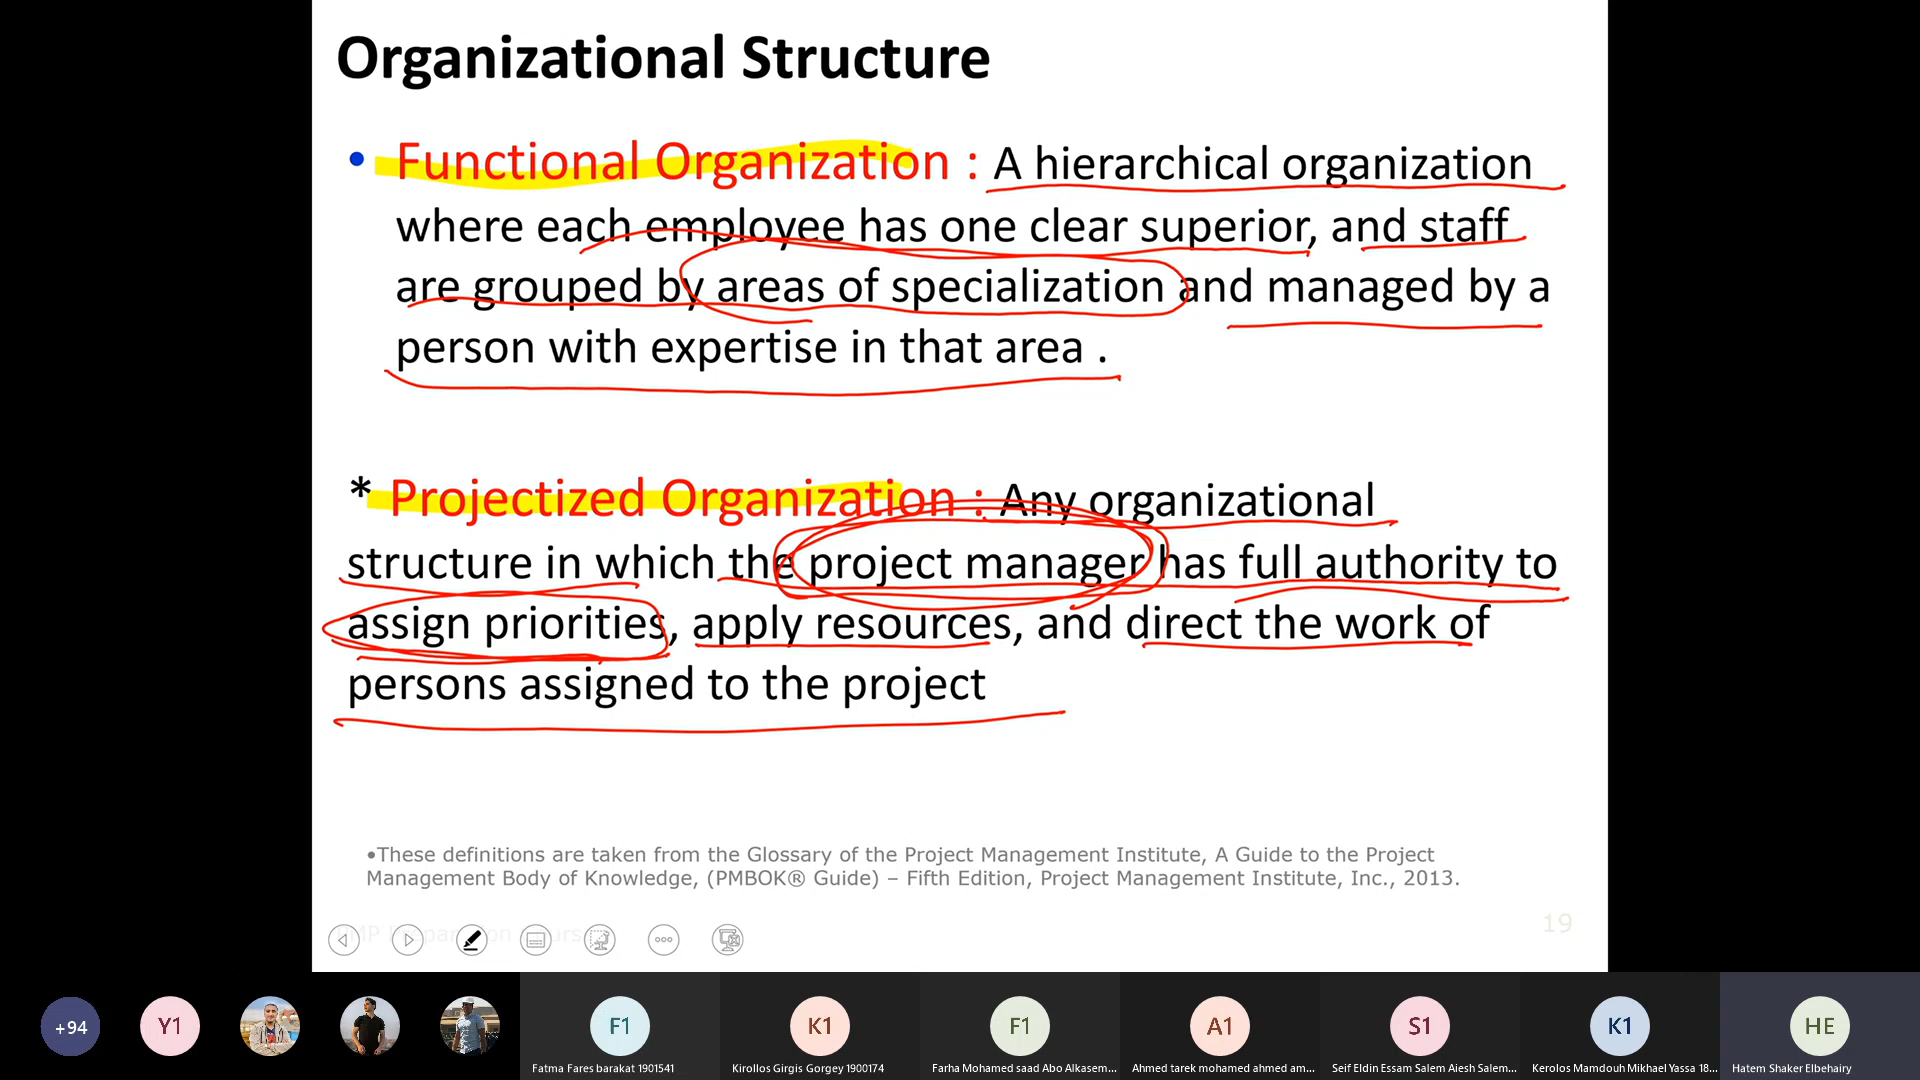 Organizational Structure
• Functional Organization : A hierarchical organization
where each employee has one clear superior, and staff
are grouped by areas of specialization and managed by a
person with expertise in that area .
* Projectized Organization : Any organizational
structure in which the project manager has full authority to
assign priorities, apply resources, and direct the work of
persons assigned to the project
•These definitions are taken from the Glossary of the Project Management Institute, A Guide to the Project
Management Body of Knowledge, (PMBOK® Guide) – Fifth Edition, Project Management Institute, Inc., 2013.
19
+94
Y1
F1
K1
F1
A1
S1
K1
HE
Fatma Fares barakat 1901541
Kirollos Girgis Gorgey 1900174
Farha Mohamed saad Abo Alkasem...
Ahmed tarek mohamed ahmed am...
Seif Eldin Essam Salem Aiesh Salem...
Kerolos Mamdouh Mikhael Yassa 18...
Hatem Shaker Elbehairy